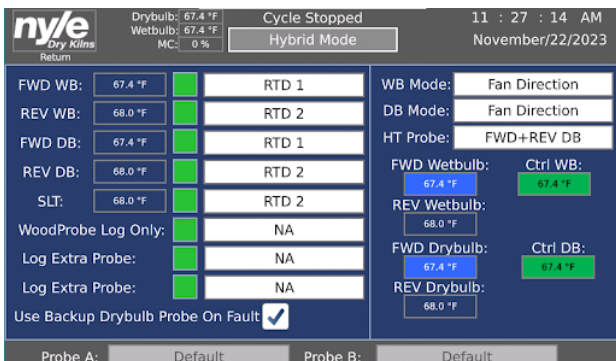 nyle
Dry Kilns
Return
Drybulb: 67.4 °F
Wetbulb: 67.4 °F
MC: 0 %
Cycle Stopped
Hybrid Mode
11 : 27 : 14 AM
November/22/2023
FWD WB: 67.4 °F RTD 1
REV WB: 68.0 °F RTD 2
FWD DB: 67.4 °F RTD 1
REV DB: 68.0 °F RTD 2
SLT: 68.0 °F RTD 2
WoodProbe Log Only: NA
Log Extra Probe: NA
Log Extra Probe: NA
Use Backup Drybulb Probe On Fault
WB Mode: Fan Direction
DB Mode: Fan Direction
HT Probe: FWD+REV DB
FWD Wetbulb: Ctrl WB:
67.4 °F 67.4 °F
REV Wetbulb:
68.0 °F
FWD Drybulb: Ctrl DB:
67.4 °F 67.4 °F
REV Drybulb:
68.0 °F
Probe A: Default Probe B: Default